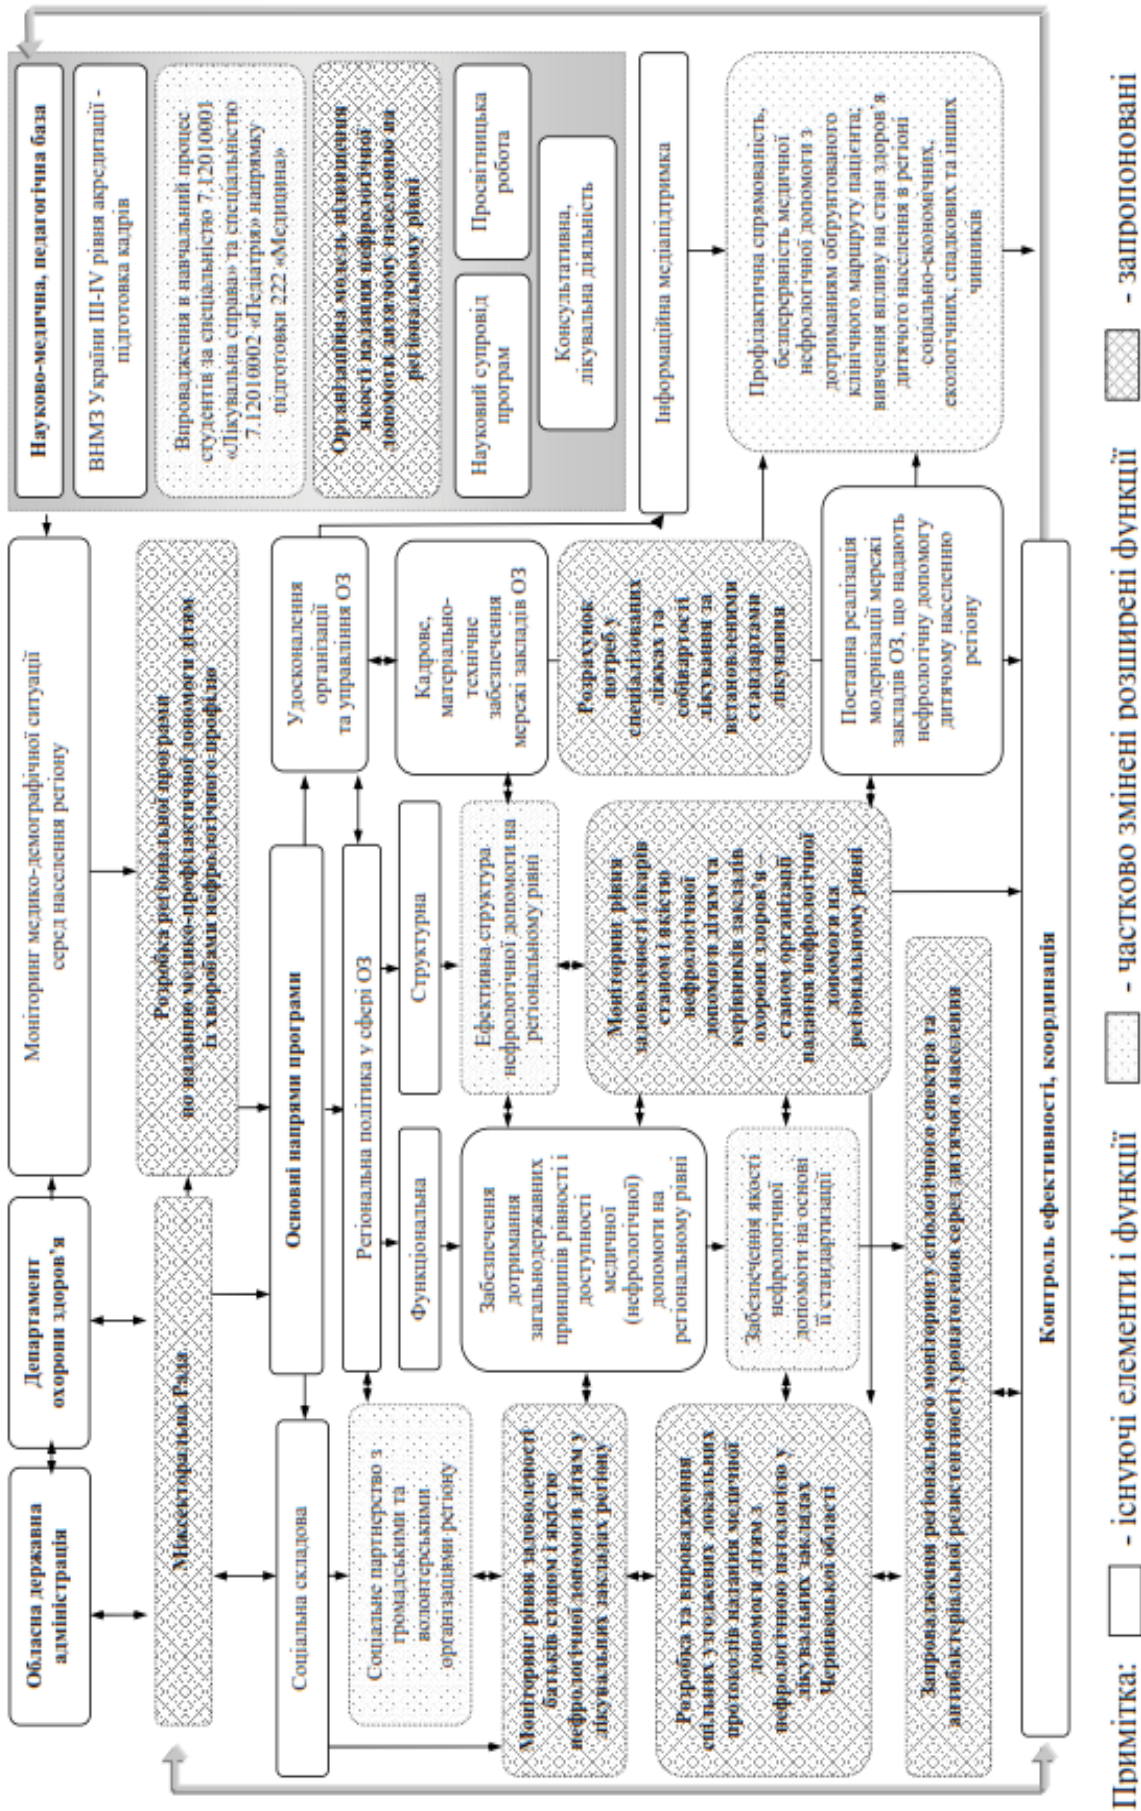 Обласна державна
адміністрація
Департамент
охорони здоров'я
Моніторинг медико-демографічної ситуації
серед населення регіону
Науково-медична, педагогічна база
ВНМЗ України III-IV рівня акредитації -
підготовка кадрів
Впровадження в навчальний процес
студентів за спеціальністю 7.12010001
«Лікувальна справа» та спеціальністю
7.12010002 «Педіатрія» напрямку
підготовки 222 «Медицина»
Організаційна модель підвищення
якості надання нефрологічної
допомоги дитячому населенню на
регіональному рівні
Науковий супровід
програм
Просвітницька
робота
Консультативна,
лікувальна діяльність
Міжсекторальна Рада
Розробка регіональної програми
по наданню медико-профілактичної допомоги дітям
із хворобами нефрологічного профілю
Основні напрями програми
Соціальна складова
Регіональна політика у сфері ОЗ
Удосконалення
організації
та управління ОЗ
Інформаційна медіапідтримка
Функціональна
Структурна
Кадрове,
матеріально-
технічне
забезпечення
мережі закладів ОЗ
Соціальне партнерство з
громадськими та
волонтерськими
організаціями регіону
Забезпечення
дотримання
загальнодержавних
принципів рівності і
доступності
медичної
(нефрологічної)
допомоги на
регіональному рівні
Ефективна структура
нефрологічної допомоги на
регіональному рівні
Розрахунок
потреб у
спеціалізованих
ліжках та
собівартості
лікування за
встановленими
стандартами
лікування
Профілактична спрямованість,
безперервність медичної
нефрологічної допомоги з
дотриманням обґрунтованого
клінічного маршруту пацієнта;
вивчення впливу на стан здоров'я
дитячого населення в регіоні
соціально-економічних,
екологічних, спадкових та інших
чинників
Моніторинг рівня задоволеності
батьків станом і якістю
нефрологічної допомоги дітям у
лікувальних закладах регіону
Моніторинг рівня
задоволеності лікарів
станом і якістю
нефрологічної
допомоги дітям та
керівників закладів
охорони здоров'я –
станом організації
надання нефрологічної
допомоги на
регіональному рівні
Розробка та впровадження
спільних узгоджених локальних
протоколів надання медичної
допомоги дітям з
нефрологічною патологією у
лікувальних закладах
Чернівецької області
Забезпечення якості
нефрологічної
допомоги на основі
її стандартизації
Поетапна реалізація
модернізації мережі
закладів ОЗ, що надають
нефрологічну допомогу
дитячому населенню
регіону
Запровадження регіонального моніторингу етіологічного спектра та
антибактеріальної резистентності уропатогенов серед дитячого населення
Контроль ефективності, координація
Примітка:
- існуючі елементи і функції
- частково змінені розширені функції
- запропоновані